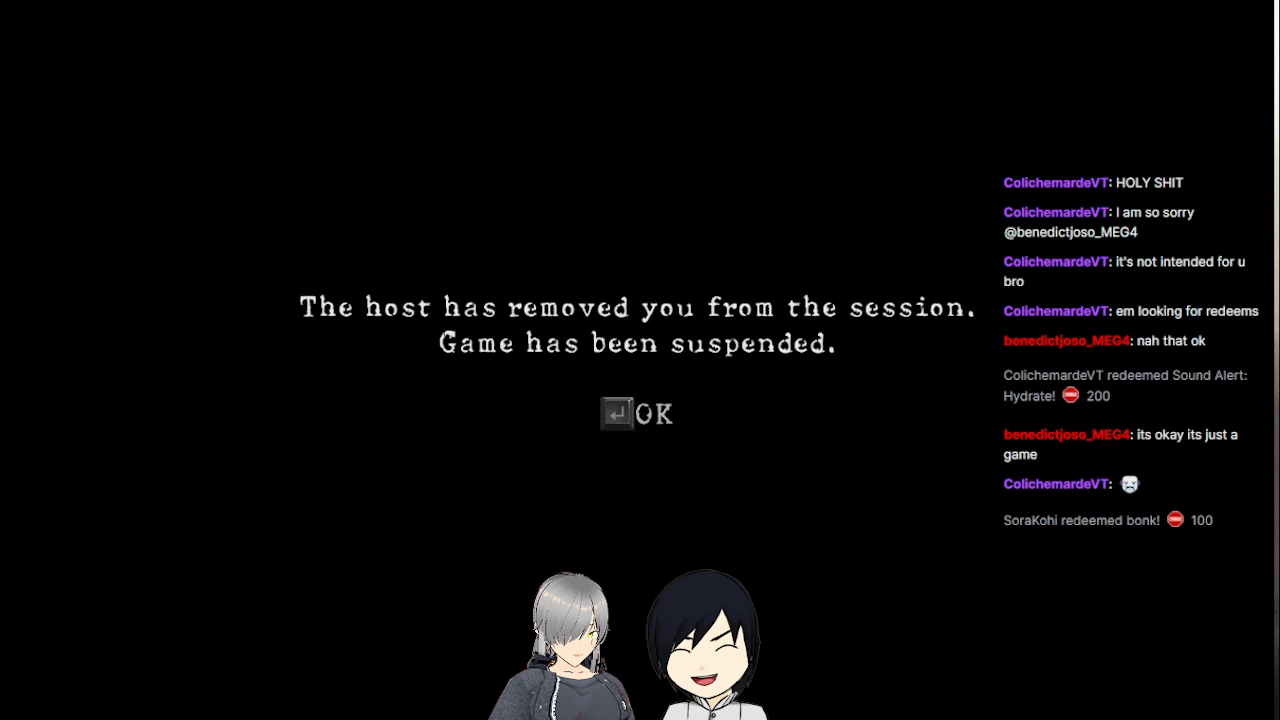 The host has removed you from the session.
Game has been suspended.
OK
ColichemardeVT: HOLY SHIT
ColichemardeVT: I am so sorry
@benedictjoso_MEG4
ColichemardeVT: it's not intended for u
bro
ColichemardeVT: em looking for redeems
benedictjoso_MEG4: nah that ok
ColichemardeVT redeemed Sound Alert:
Hydrate! 200
benedictjoso_MEG4: its okay its just a
game
ColichemardeVT:
SoraKohi redeemed bonk! 100